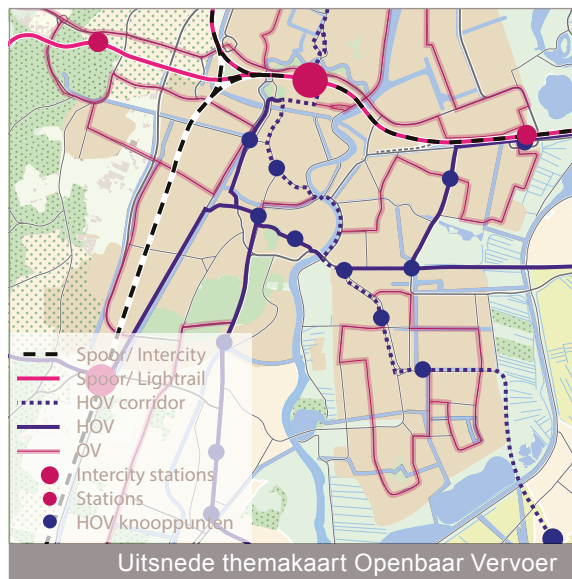 Spoor/ Intercity
Spoor/ Lightrail
HOV corridor
HOV
OV
Intercity stations
Stations
HOV knooppunten
Uitsnede themakaart Openbaar Vervoer